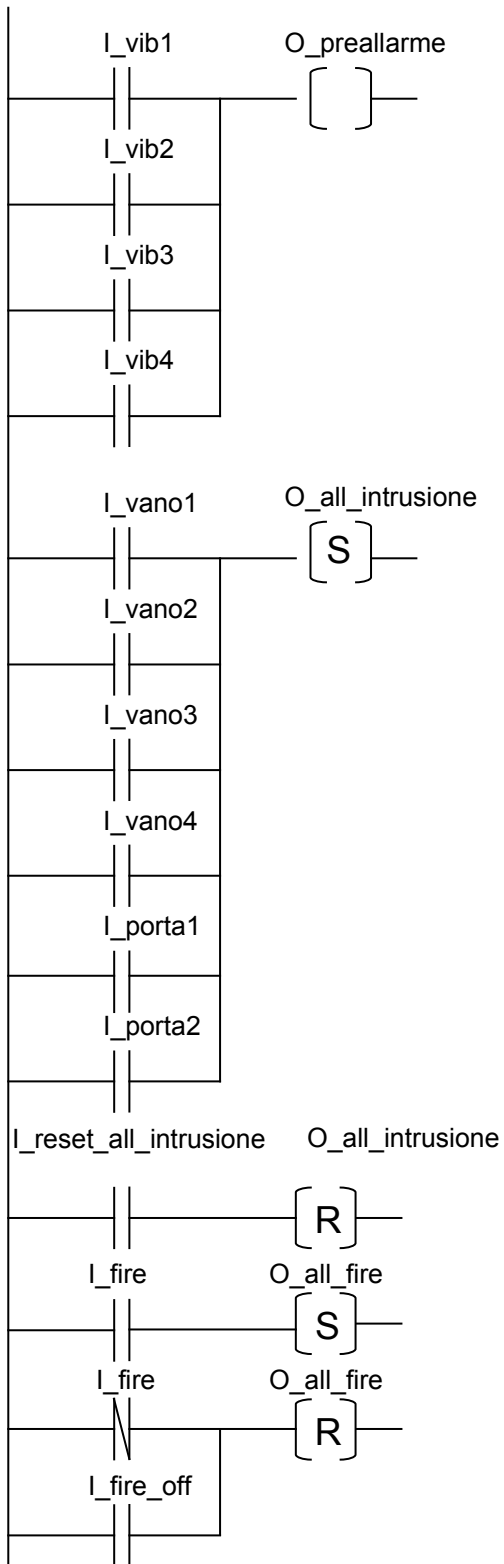 I_vib1 O_preallarme
I_vib2
I_vib3
I_vib4
I_vano1 O_all_intrusione
S
I_vano2
I_vano3
I_vano4
I_porta1
I_porta2
I_reset_all_intrusione O_all_intrusione
R
I_fire O_all_fire
S
I_fire O_all_fire
R
I_fire_off